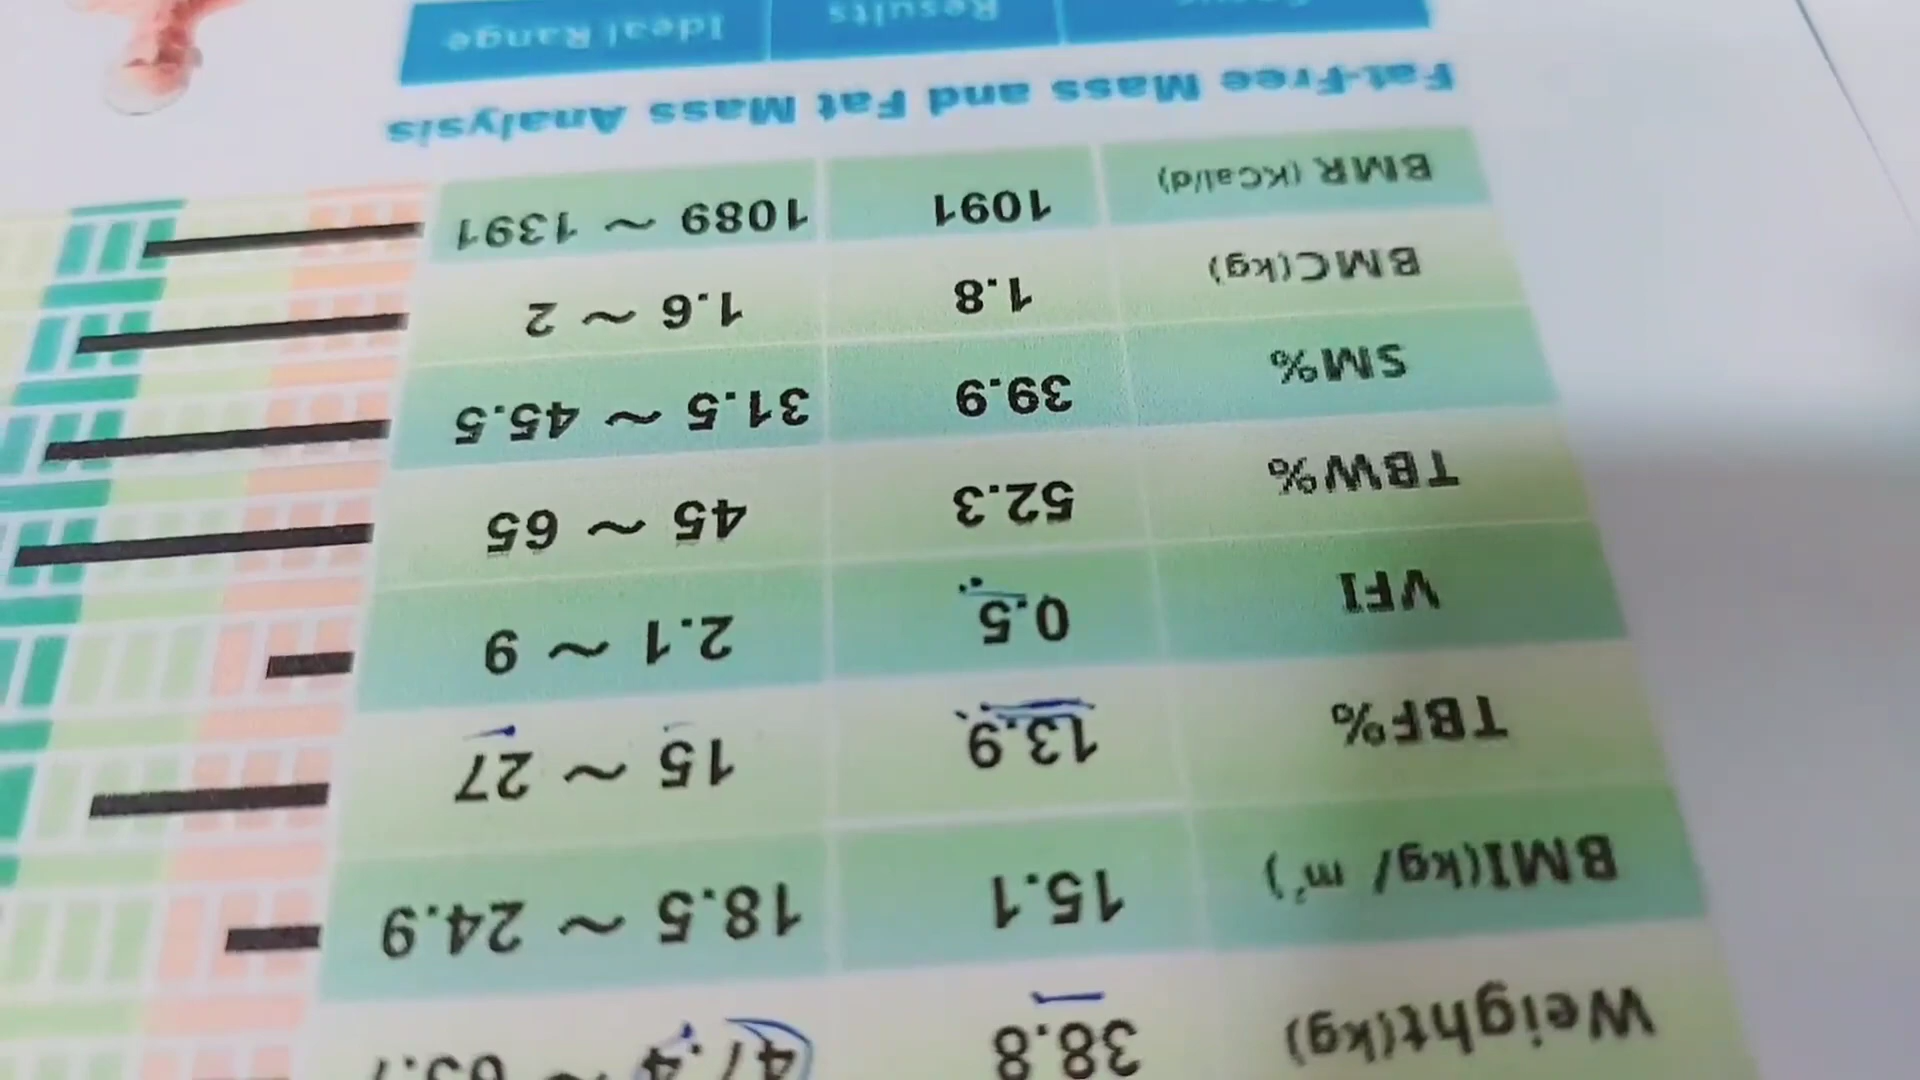 Weight(kg) 38.8 47.4 ~
BMI(kg/ m²) 15.1 18.5 ~ 24.9
TBF% 13.9 15 ~ 27
VFI 0.5 2.1 ~ 9
TBW% 52.3 45 ~ 65
SM% 39.9 31.5 ~ 45.5
BMC(kg) 1.8 1.6 ~ 2
BMR (KCal/d) 1091 1089 ~ 1391
Fat-Free Mass and Fat Mass Analysis
Results Ideal Range